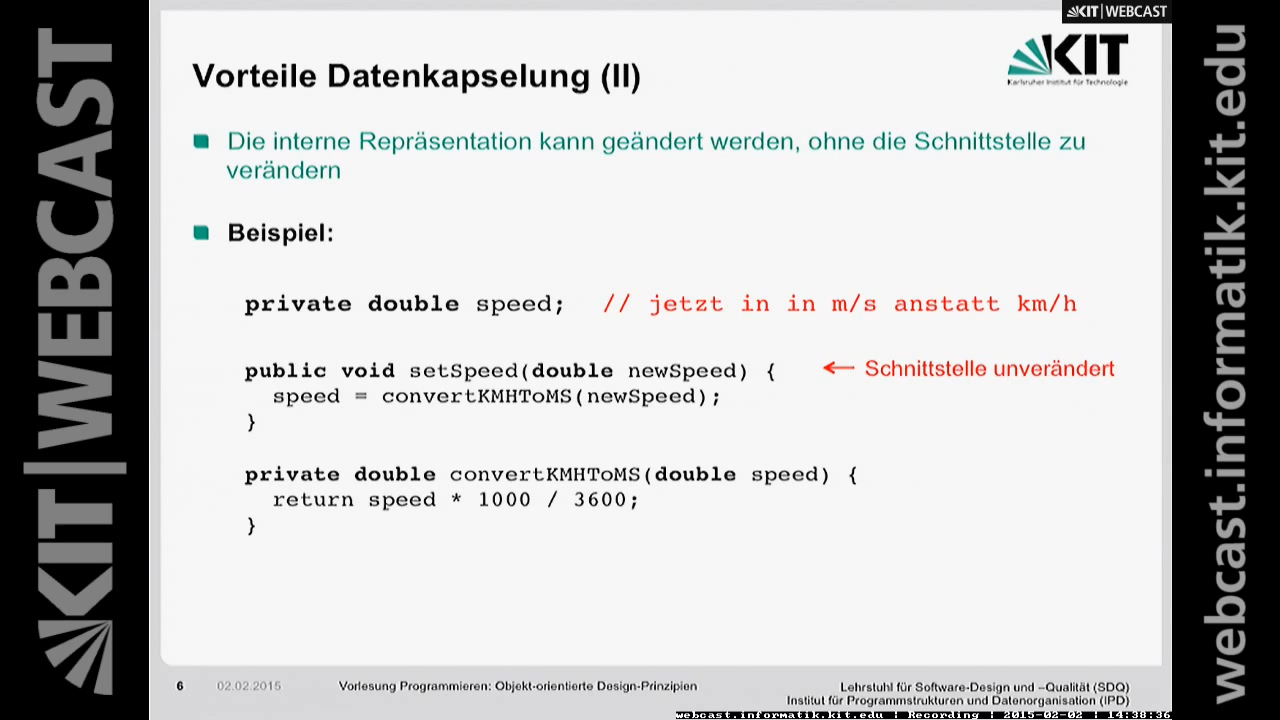 KIT | WEBCAST
KIT | WEBCAST
KIT
Karlsruher Institut für Technologie
Vorteile Datenkapselung (II)
Die interne Repräsentation kann geändert werden, ohne die Schnittstelle zu
verändern
Beispiel:
private double speed; // jetzt in in m/s anstatt km/h
public void setSpeed(double newSpeed) { ← Schnittstelle unverändert
speed = convertKMHToMS(newSpeed);
}
private double convertKMHToMS(double speed) {
return speed * 1000 / 3600;
}
6 02.02.2015 Vorlesung Programmieren: Objekt-orientierte Design-Prinzipien Lehrstuhl für Software-Design und –Qualität (SDQ)
Institut für Programmstrukturen und Datenorganisation (IPD)
webcast.informatik.kit.edu | Recording | 2015-02-02 | 14:38:36
webcast.informatik.kit.edu